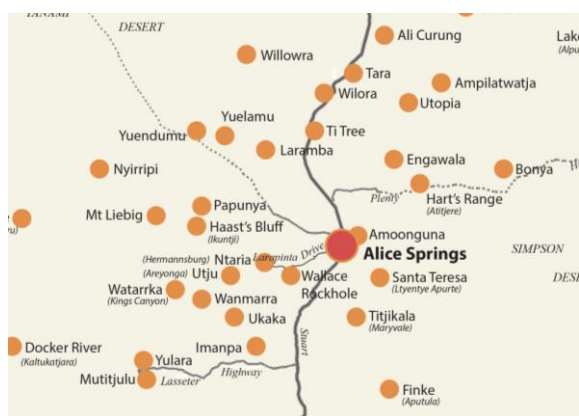 TANAMI
DESERT
Willowra
Ali Curung
Lake
(Alpu
Tara
Wilora
Ampilatwatja
Utopia
Yuelamu
Yuendumu
Ti Tree
Laramba
Engawala
Nyirripi
Bonya
Plenty
Hart's Range
(Atitjere)
Papunya
Mt Liebig
Haast's Bluff
(Ikuntji)
Amoonguna
Alice Springs
SIMPSON
DES
Larapinta Drive
(Hermannsburg) Ntaria
(Areyonga) Utju
Wallace
Rockhole
Santa Teresa
(Ltyentye Apurte)
Watarrka
(Kings Canyon)
Wanmarra
Ukaka
Titjikala
(Maryvale)
Stuart
Docker River
(Kaltukatjara)
Yulara
Imanpa
Mutitjulu
Lasseter Highway
Finke
(Aputula)